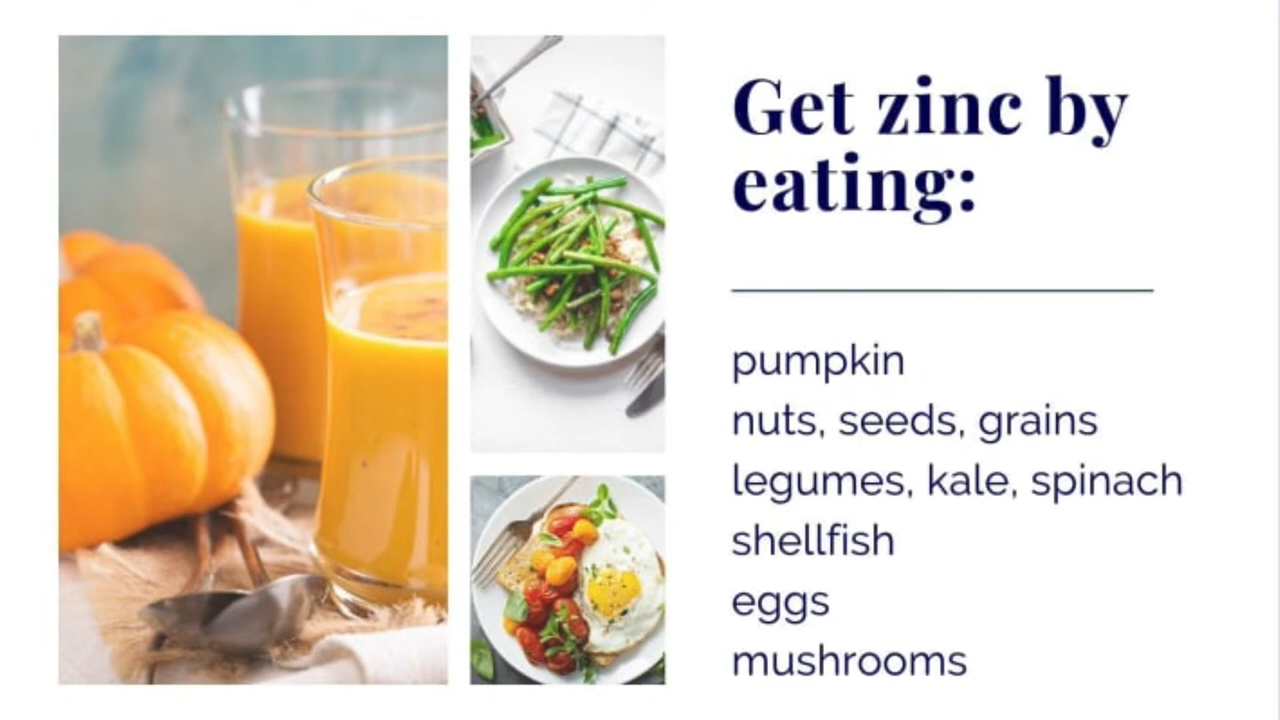 Get zinc by
eating:
pumpkin
nuts, seeds, grains
legumes, kale, spinach
shellfish
eggs
mushrooms